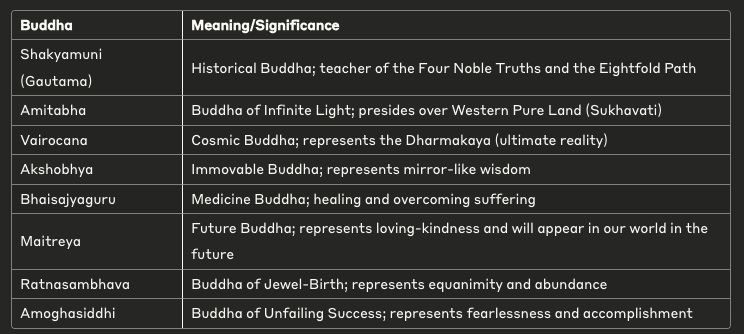 Buddha Meaning/Significance
Shakyamuni
(Gautama)
Historical Buddha; teacher of the Four Noble Truths and the Eightfold Path
Amitabha Buddha of Infinite Light; presides over Western Pure Land (Sukhavati)
Vairocana Cosmic Buddha; represents the Dharmakaya (ultimate reality)
Akshobhya Immovable Buddha; represents mirror-like wisdom
Bhaisajyaguru Medicine Buddha; healing and overcoming suffering
Maitreya
Future Buddha; represents loving-kindness and will appear in our world in the
future
Ratnasambhava Buddha of Jewel-Birth; represents equanimity and abundance
Amoghasiddhi Buddha of Unfailing Success; represents fearlessness and accomplishment